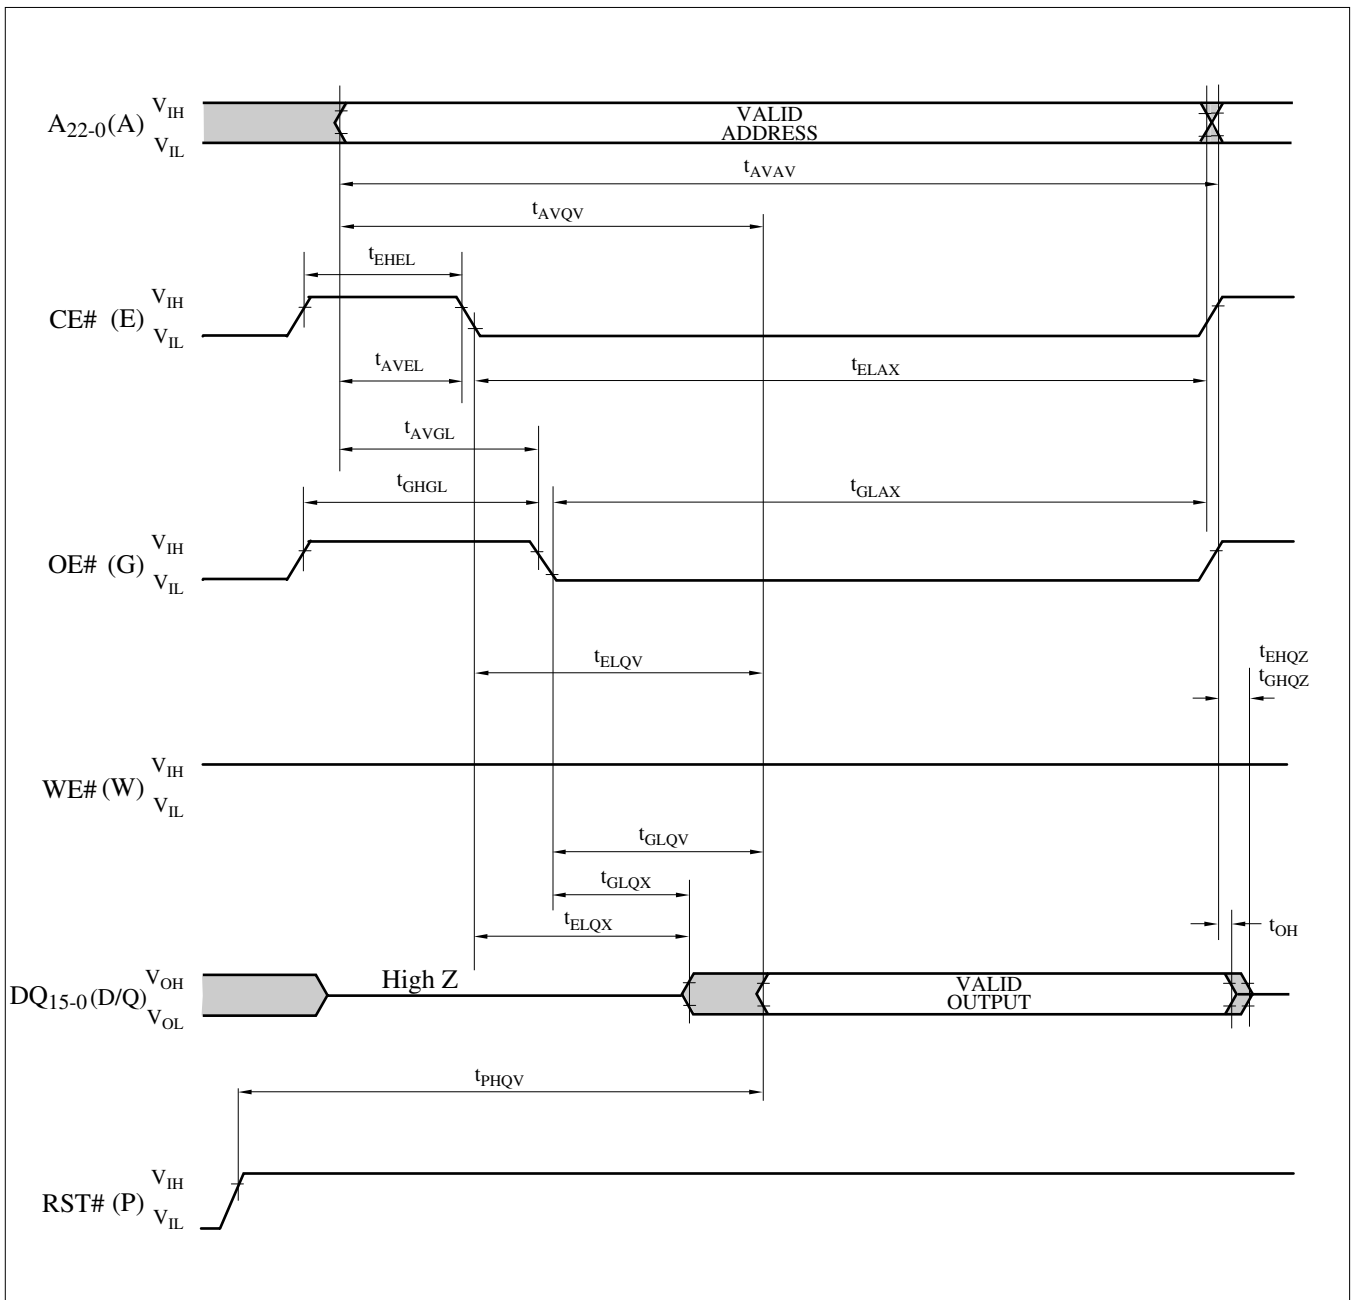 A22-0(A) VIH VIL VALID ADDRESS
tAVAV
tAVQV
tEHEL
CE# (E) VIH VIL
tAVEL
tELAX
tAVGL
tGHGL
tGLAX
OE# (G) VIH VIL
tELQV
tEHQZ
tGHQZ
WE# (W) VIH VIL
tGLQV
tGLQX
tELQX
tOH
DQ15-0(D/Q) VOH VOL High Z VALID OUTPUT
tPHQV
RST# (P) VIH VIL